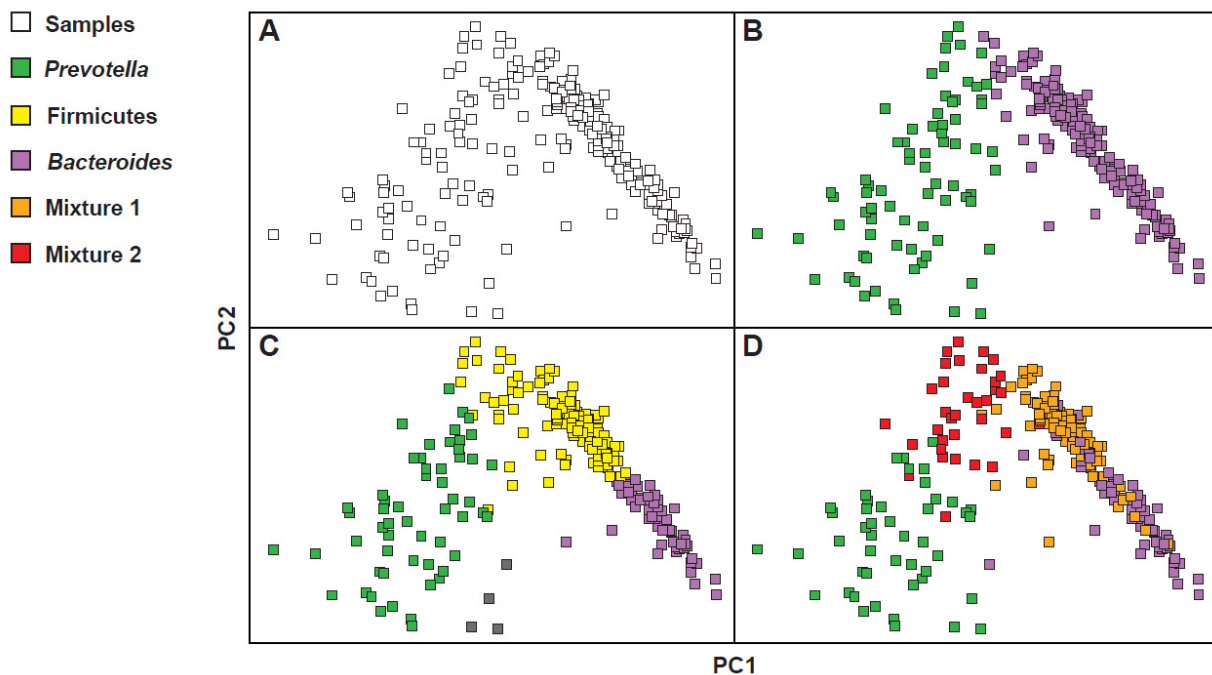 Samples
Prevotella
Firmicutes
Bacteroides
Mixture 1
Mixture 2
A
B
C
D
PC2
PC1